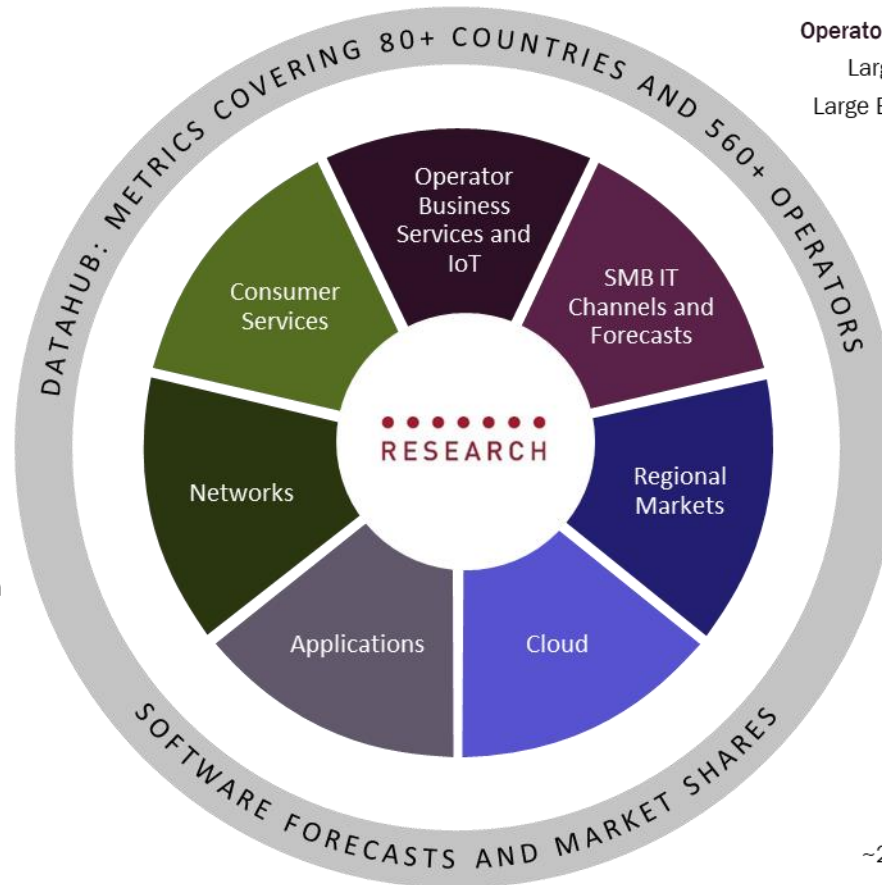 DATAHUB: METRICS COVERING 80+ COUNTRIES AND 560+ OPERATORS
Operator
Business
Services and
IoT
SMB IT
Channels and
Forecasts
Regional
Markets
Cloud
Applications
Networks
Consumer
Services
RESEARCH
SOFTWARE FORECASTS AND MARKET SHARES